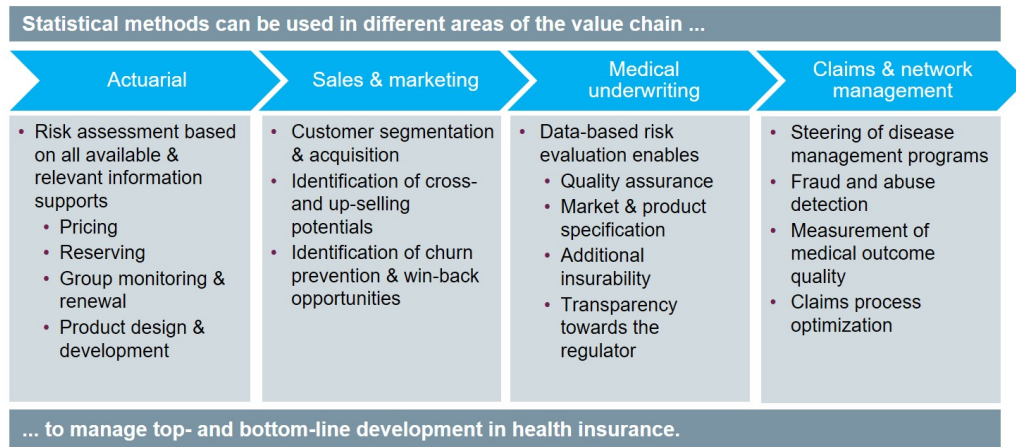 Statistical methods can be used in different areas of the value chain ...
Actuarial
• Risk assessment based
on all available &
relevant information
supports
• Pricing
• Reserving
• Group monitoring &
renewal
• Product design &
development
Sales & marketing
• Customer segmentation
& acquisition
• Identification of cross-
and up-selling
potentials
• Identification of churn
prevention & win-back
opportunities
Medical
underwriting
• Data-based risk
evaluation enables
• Quality assurance
• Market & product
specification
• Additional
insurability
• Transparency
towards the
regulator
Claims & network
management
• Steering of disease
management programs
• Fraud and abuse
detection
• Measurement of
medical outcome
quality
• Claims process
optimization
... to manage top- and bottom-line development in health insurance.